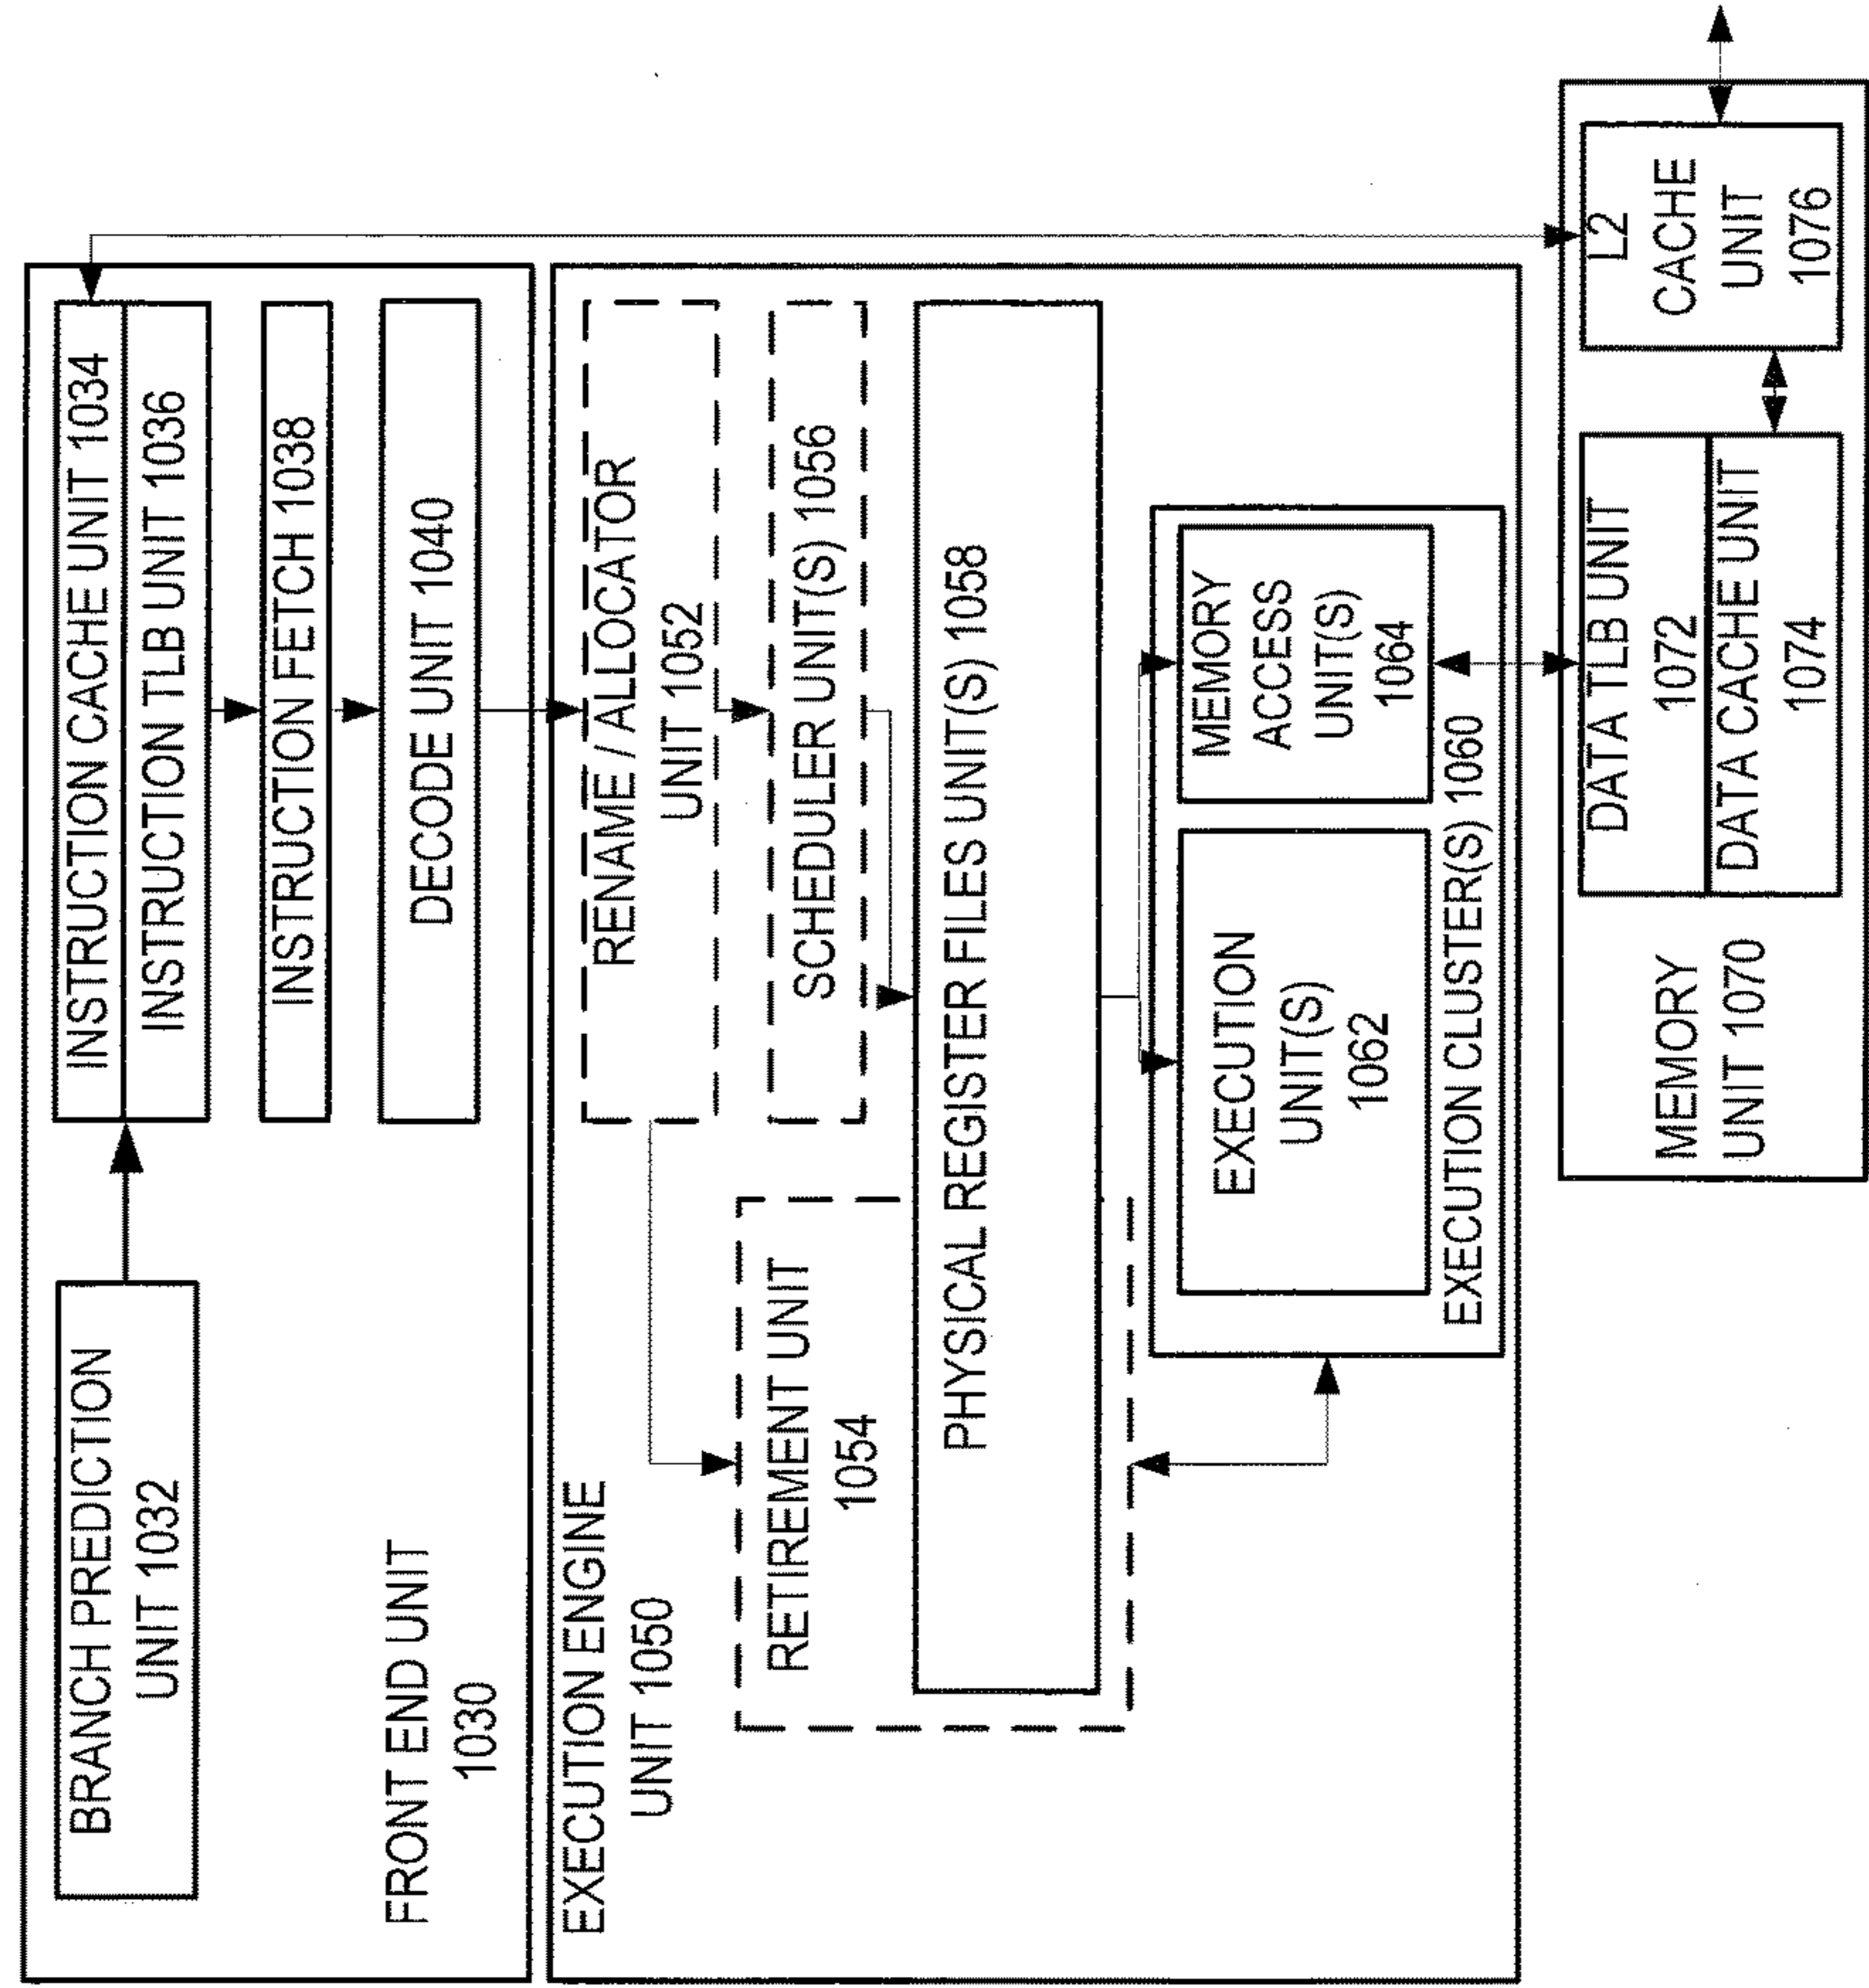 BRANCH PREDICTION
UNIT 1032
INSTRUCTION CACHE UNIT 1034
INSTRUCTION TLB UNIT 1036
INSTRUCTION FETCH 1038
DECODE UNIT 1040
FRONT END UNIT
1030
EXECUTION ENGINE
UNIT 1050
RENAME / ALLOCATOR
UNIT 1052
RETIREMENT UNIT
1054
SCHEDULER UNIT(S) 1056
PHYSICAL REGISTER FILES UNIT(S) 1058
EXECUTION
UNIT(S)
1062
MEMORY
ACCESS
UNIT(S)
1064
EXECUTION CLUSTER(S) 1060
MEMORY
UNIT 1070
DATA TLB UNIT
1072
DATA CACHE UNIT
1074
L2
CACHE
UNIT
1076